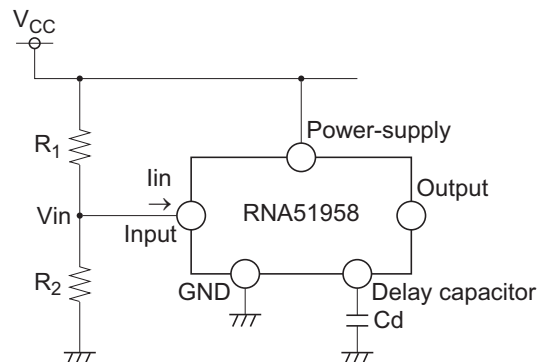 VCC
Power-supply
R1
Iin
→
Output
RNA51958
Vin
Input
R2
GND
Delay capacitor
Cd